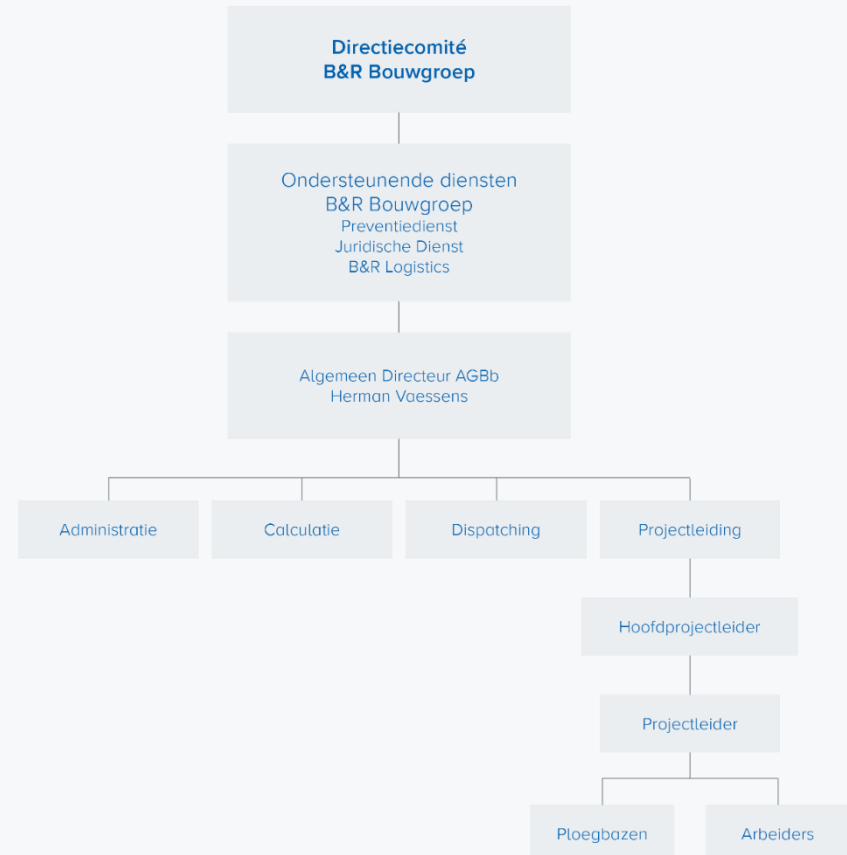 Directiecomité
B&R Bouwgroep
Ondersteunende diensten
B&R Bouwgroep
Preventiedienst
Juridische Dienst
B&R Logistics
Algemeen Directeur AGBb
Herman Vaessens
Administratie
Calculatie
Dispatching
Projectleiding
Hoofdprojectleider
Projectleider
Ploegbazen
Arbeiders